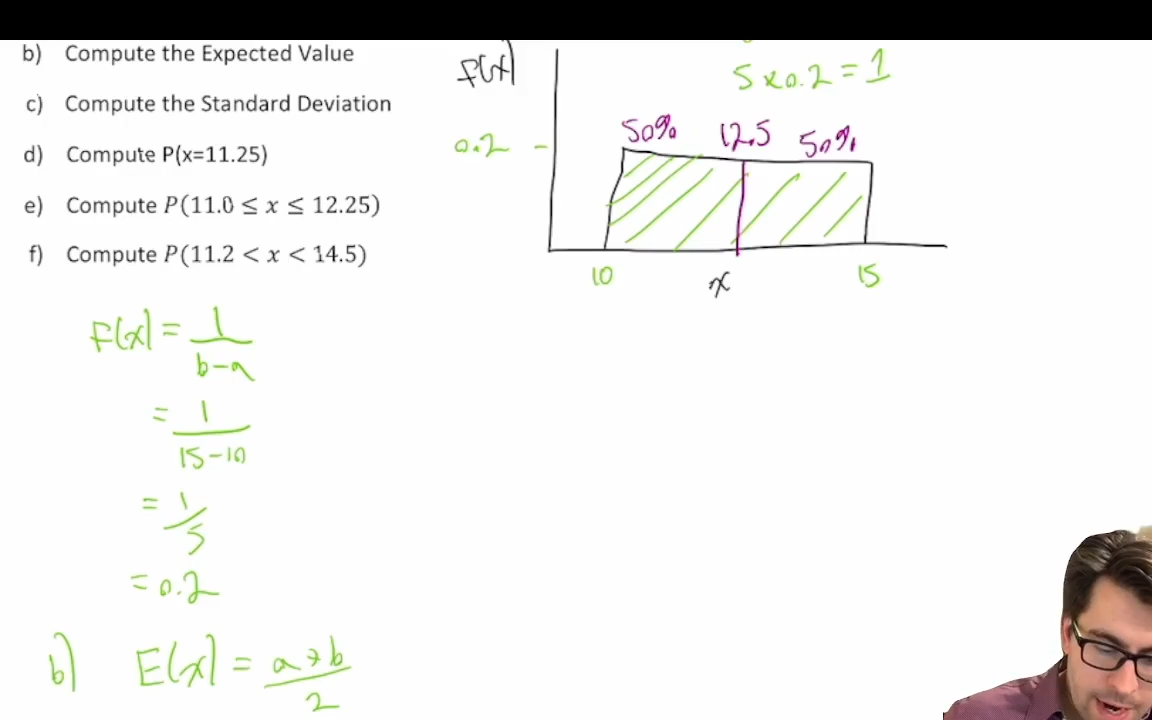 b) Compute the Expected Value
c) Compute the Standard Deviation
d) Compute P(x=11.25)
e) Compute P(11.0 ≤ x ≤ 12.25)
f) Compute P(11.2 < x < 14.5)
f(x)
5 x 0.2 = 1
50% 12.5 50%
0.2
10 x 15
f(x) = 1
b-a
= 1
15-10
= 1/5
= 0.2
b) E(x) = a+b
2